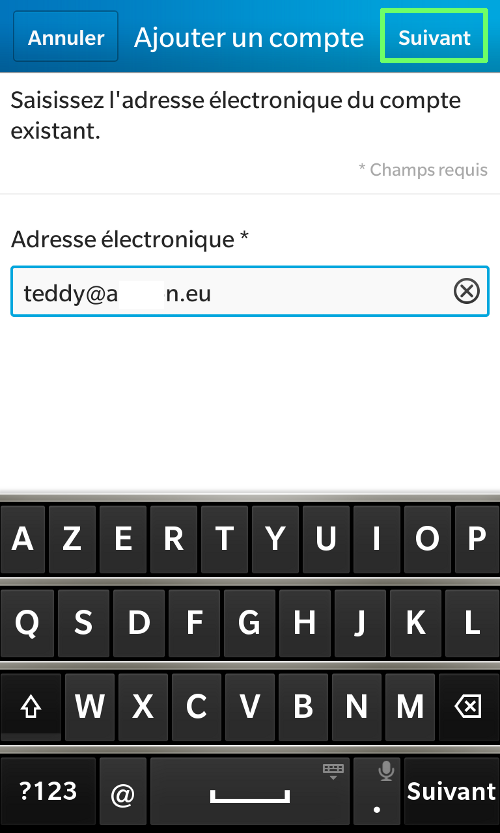 Annuler Ajouter un compte Suivant
Saisissez l'adresse électronique du compte
existant.
* Champs requis
Adresse électronique *
teddy@a n.eu
A Z E R T Y U I O P
Q S D F G H J K L
W X C V B N M
?123 @ . Suivant